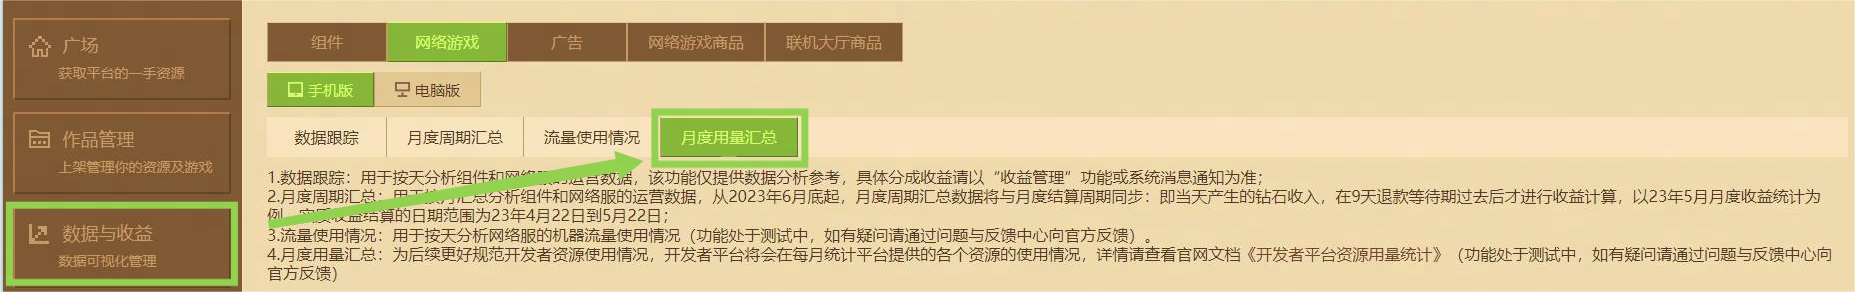 广场
获取平台的一手资源
作品管理
上架管理你的资源及游戏
数据与收益
数据可视化管理
组件
网络游戏
广告
网络游戏商品
联机大厅商品
手机版
电脑版
数据跟踪
月度周期汇总
流量使用情况
月度用量汇总
1.数据跟踪：用于按天分析组件和网络服的运营数据，该功能仅提供数据分析参考，具体分成收益请以“收益管理”功能或系统消息通知为准；
2.月度周期汇总：用于按月汇总分析组件和网络服的运营数据，从2023年6月底起，月度周期汇总数据将与月度结算周期同步：即当天产生的钻石收入，在9天退款等待期过去后才进行收益计算，以23年5月月度收益统计为
例，实质收益结算的日期范围为23年4月22日到5月22日；
3.流量使用情况：用于按天分析网络服的机器流量使用情况（功能处于测试中，如有疑问请通过问题与反馈中心向官方反馈）。
4.月度用量汇总：为后续更好规范开发者资源使用情况，开发者平台将会在每月统计平台提供的各个资源的使用情况，详情请查看官网文档《开发者平台资源用量统计》（功能处于测试中，如有疑问请通过问题与反馈中心向
官方反馈）